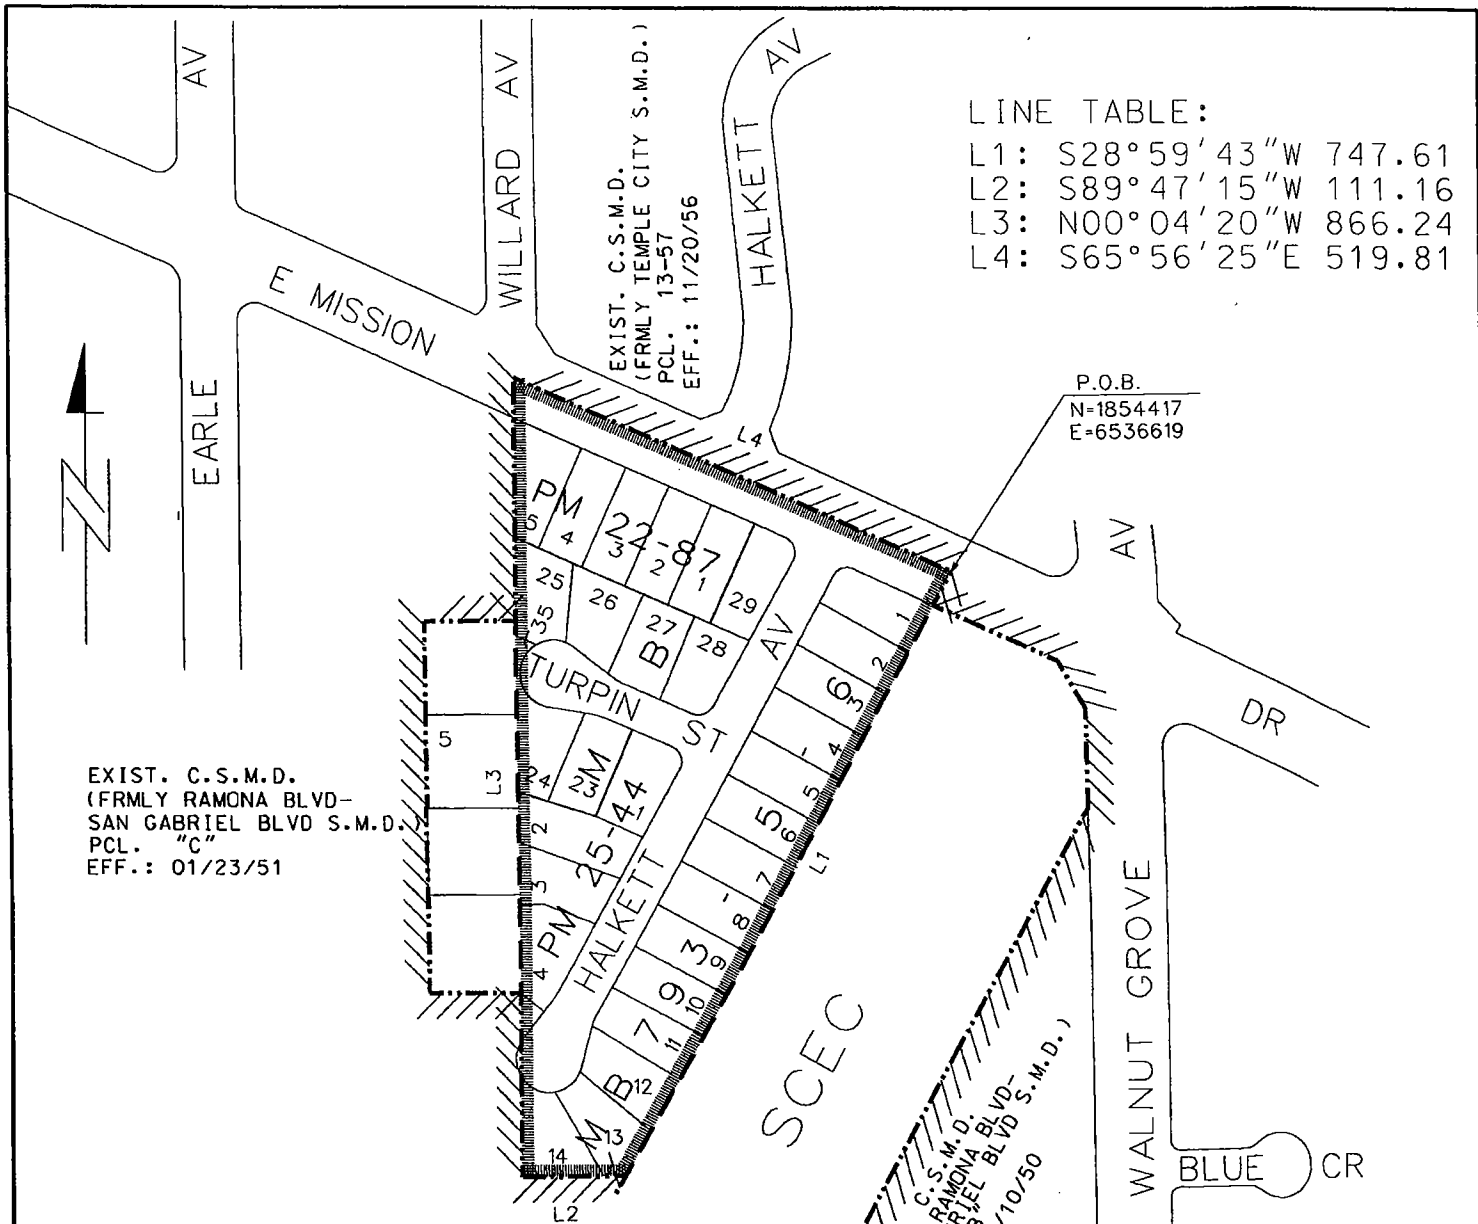 AV
WILLARD AV
EXIST. C.S.M.D.
(FRMLY TEMPLE CITY S.M.D.)
PCL. 13-57
EFF.: 11/20/56
HALKETT AV
LINE TABLE:
L1: S28°59'43"W 747.61
L2: S89°47'15"W 111.16
L3: N00°04'20"W 866.24
L4: S65°56'25"E 519.81
E MISSION
EARLE
N
P.O.B.
N=1854417
E=6536619
L4
AV
DR
PM 22-87
5
4
3
2
1
29
25
26
27
28
35
B
TURPIN ST
AV
24
23
M
1
PM 25-44
2
3
4
HALKETT
5
L3
EXIST. C.S.M.D.
(FRMLY RAMONA BLVD-
SAN GABRIEL BLVD S.M.D.)
PCL. "C"
EFF.: 01/23/51
1
2
3
4
5
6
7
8
9
10
11
12
13
14
M B 793-5-6
L1
L2
SCEC
C.S.M.D.
RAMONA BLVD-
RIEL BLVD S.M.D.)
/10/50
WALNUT GROVE
BLUE CR